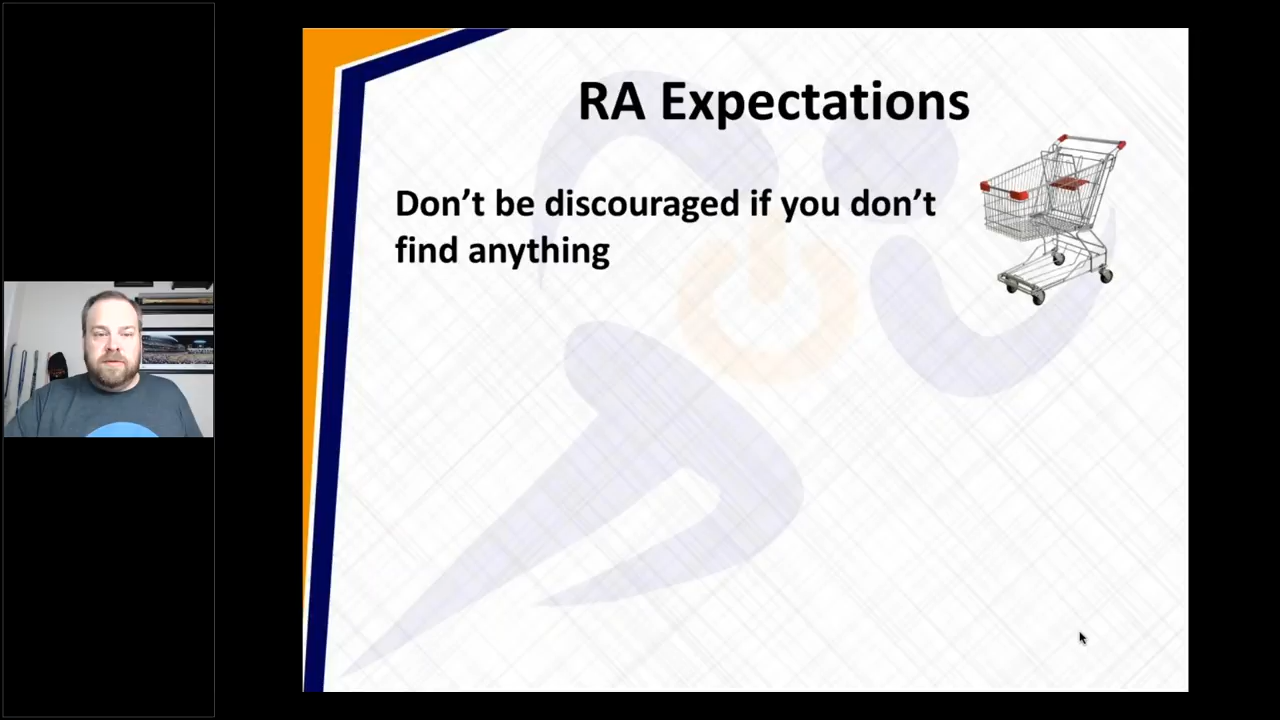 RA Expectations
Don’t be discouraged if you don’t
find anything